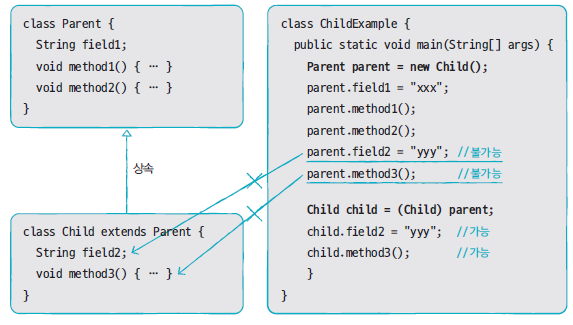 class Parent {
String field1;
void method1() { … }
void method2() { … }
}
상속
class Child extends Parent {
String field2;
void method3() { … }
}
class ChildExample {
public static void main(String[] args) {
Parent parent = new Child();
parent.field1 = "xxx";
parent.method1();
parent.method2();
parent.field2 = "yyy"; //불가능
parent.method3(); //불가능
Child child = (Child) parent;
child.field2 = "yyy"; //가능
child.method3(); //가능
}
}